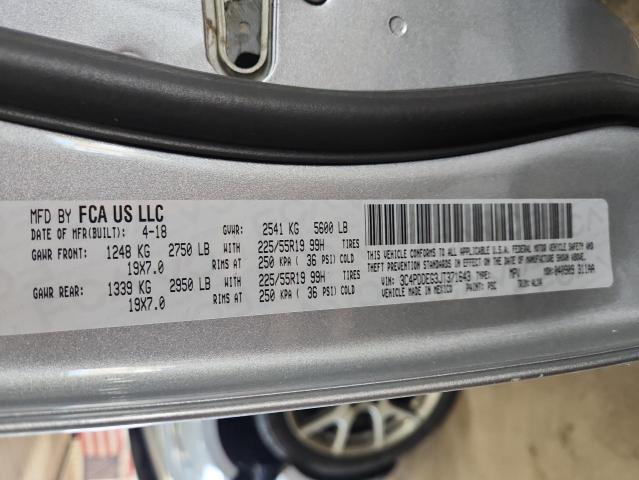 MFD BY FCA US LLC
DATE OF MFR(BUILT): 4-18 GVWR: 2541 KG 5600 LB
GAWR FRONT: 1248 KG 2750 LB WITH 225/55R19 99H TIRES
19X7.0 RIMS AT 250 KPA ( 36 PSI) COLD
GAWR REAR: 1339 KG 2950 LB WITH 225/55R19 99H TIRES
19X7.0 RIMS AT 250 KPA ( 36 PSI) COLD
THIS VEHICLE CONFORMS TO ALL APPLICABLE U.S.A. FEDERAL MOTOR VEHICLE SAFETY AND
THEFT PREVENTION STANDARDS IN EFFECT ON THE DATE OF MANUFACTURE SHOWN ABOVE.
VIN: TYPE: MPV MDH: 040909
VEHICLE MADE IN MEXICO PAINT: PSC TRIM: